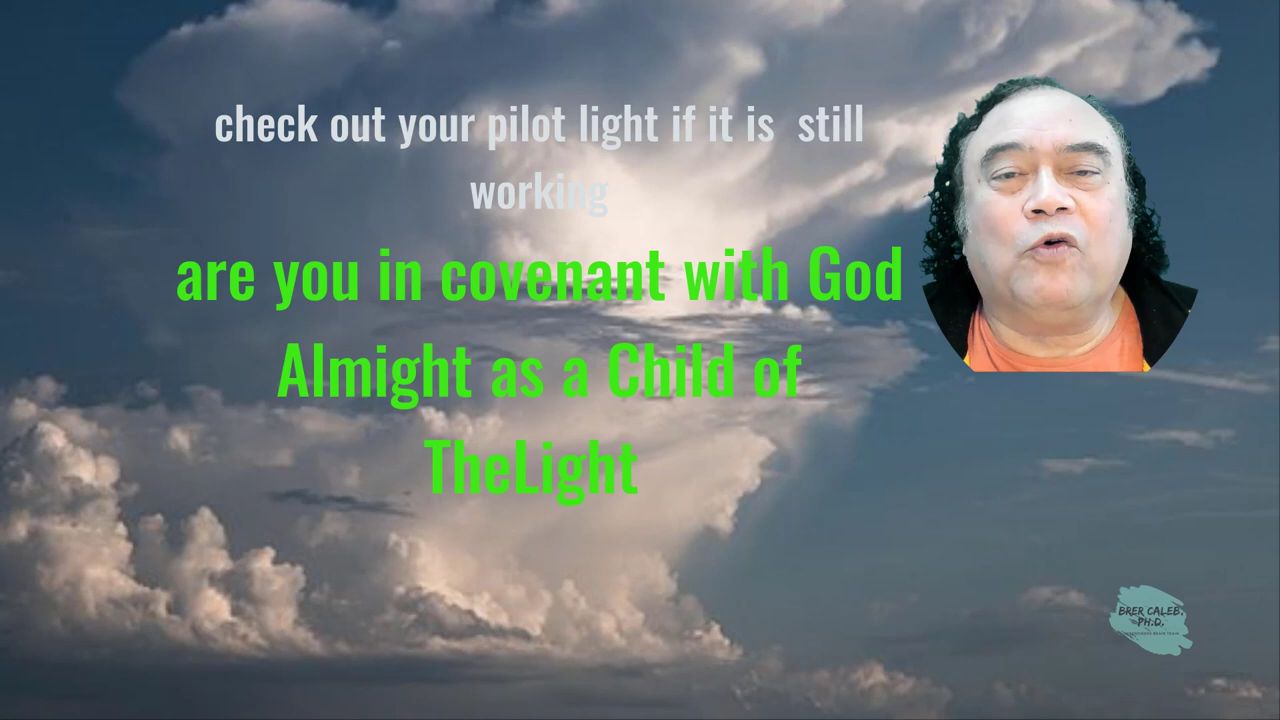 check out your pilot light if it is  still
working
are you in covenant with God
Almight as a Child of
TheLight
BRER CALEB,
PH.D.